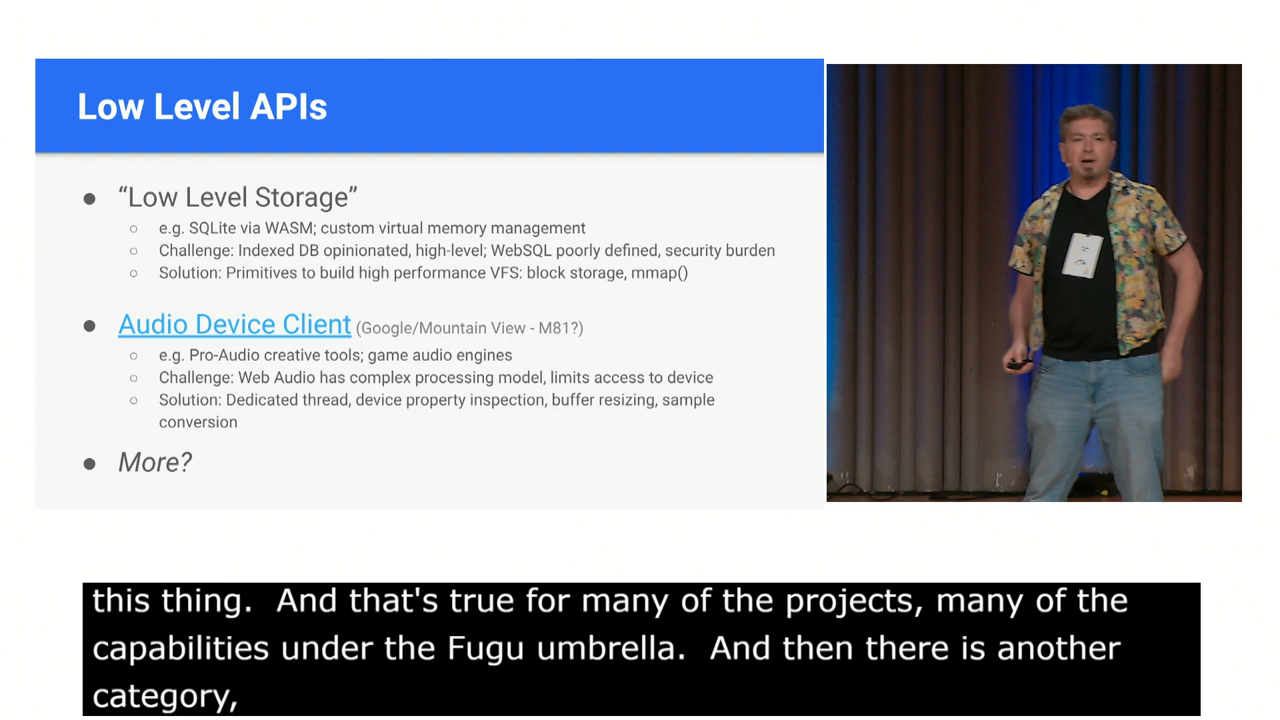 Low Level APIs
● “Low Level Storage”
○ e.g. SQLite via WASM; custom virtual memory management
○ Challenge: Indexed DB opinionated, high-level; WebSQL poorly defined, security burden
○ Solution: Primitives to build high performance VFS: block storage, mmap()
● Audio Device Client (Google/Mountain View - M81?)
○ e.g. Pro-Audio creative tools; game audio engines
○ Challenge: Web Audio has complex processing model, limits access to device
○ Solution: Dedicated thread, device property inspection, buffer resizing, sample
conversion
● More?
this thing.  And that's true for many of the projects, many of the
capabilities under the Fugu umbrella.  And then there is another
category,